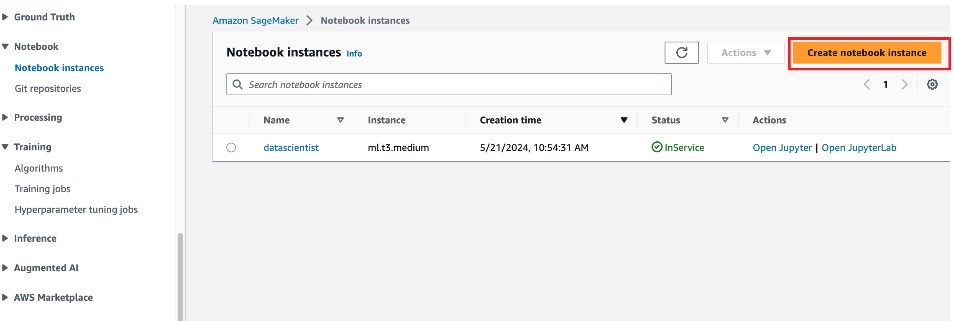 Ground Truth
Notebook
Notebook instances
Git repositories
Processing
Training
Algorithms
Training jobs
Hyperparameter tuning jobs
Inference
Augmented AI
AWS Marketplace
Amazon SageMaker > Notebook instances
Notebook instances Info
Actions
Create notebook instance
Search notebook instances
1
Name Instance Creation time Status Actions
datascientist ml.t3.medium 5/21/2024, 10:54:31 AM InService Open Jupyter | Open JupyterLab